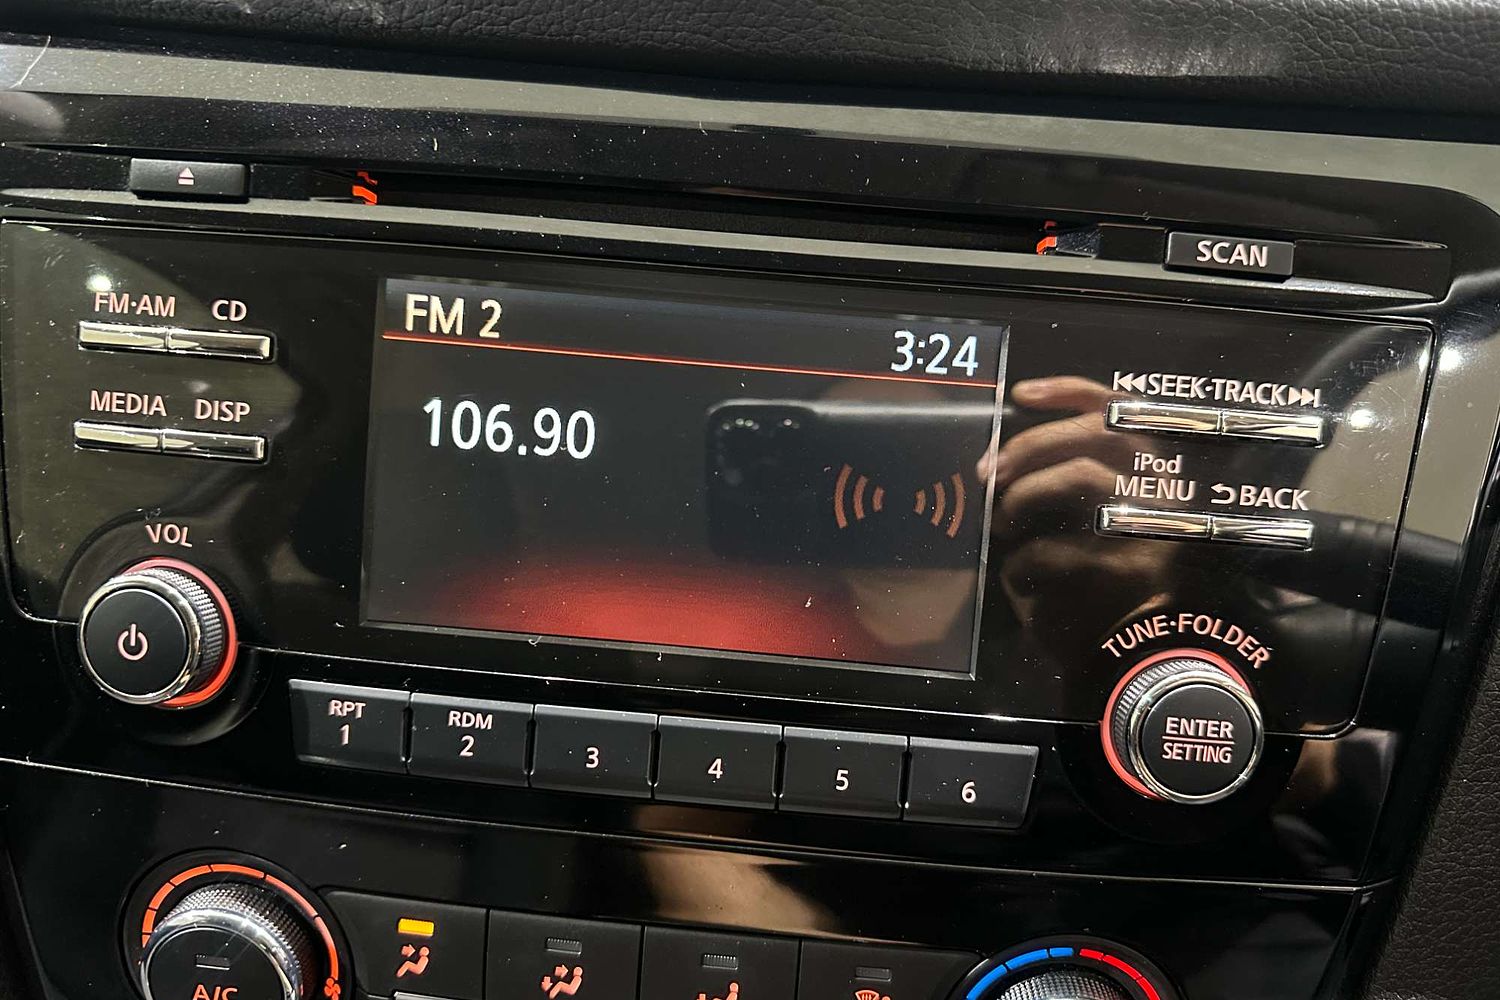 SCAN
FM·AM CD
FM 2
3:24
⏮SEEK·TRACK⏭
MEDIA DISP
106.90
iPod
MENU ⮌BACK
VOL
TUNE·FOLDER
RPT
1
RDM
2
3
4
5
6
ENTER
SETTING
A/C